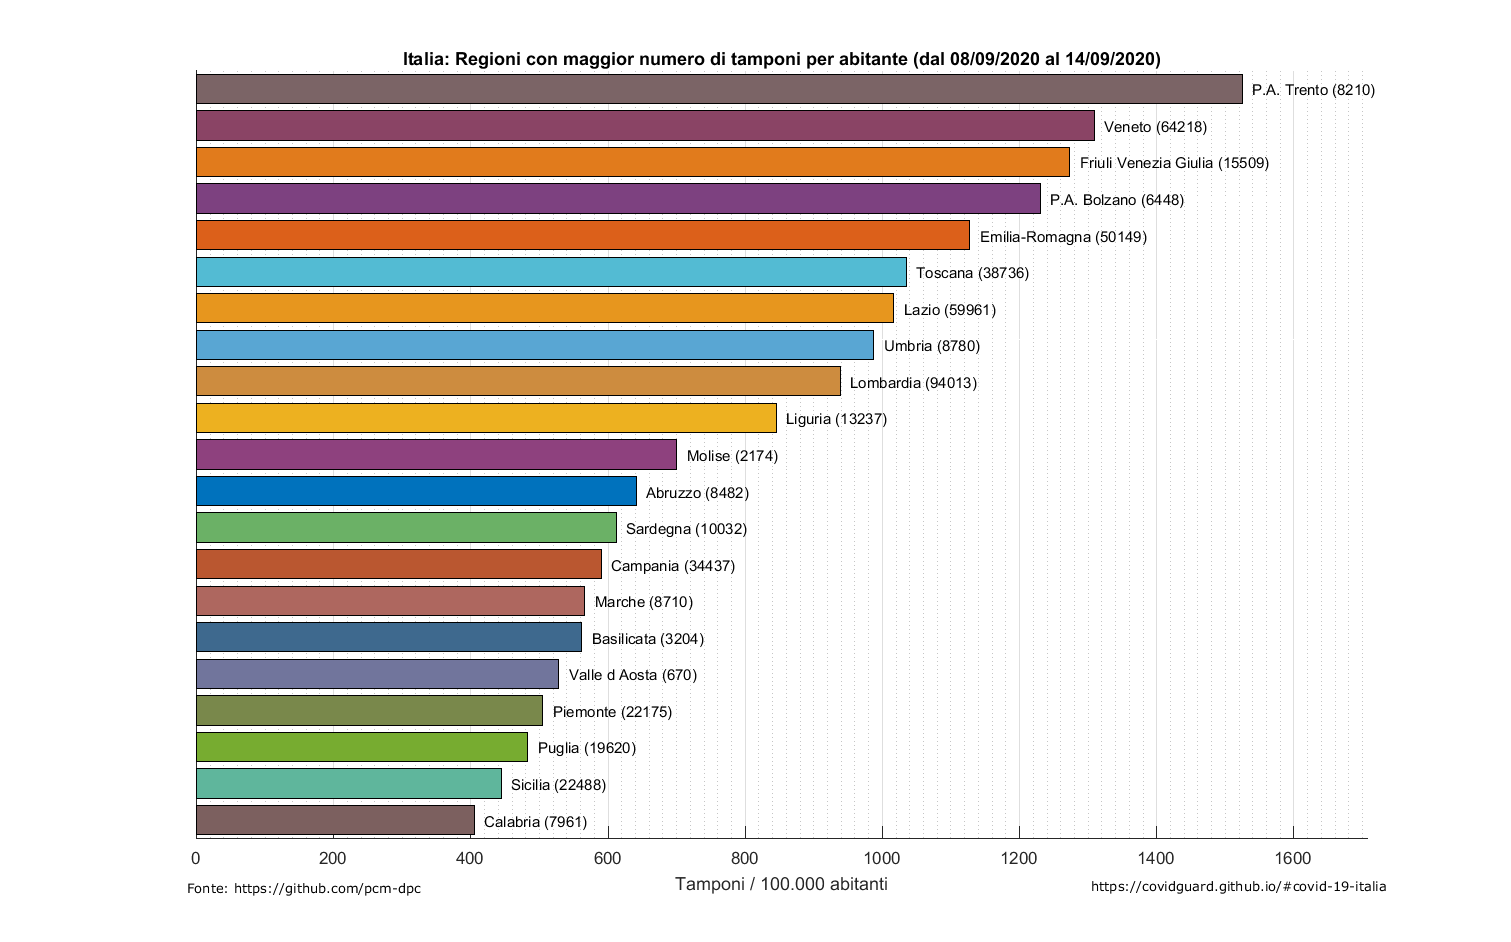 Italia: Regioni con maggior numero di tamponi per abitante (dal 08/09/2020 al 14/09/2020)
P.A. Trento (8210)
Veneto (64218)
Friuli Venezia Giulia (15509)
P.A. Bolzano (6448)
Emilia-Romagna (50149)
Toscana (38736)
Lazio (59961)
Umbria (8780)
Lombardia (94013)
Liguria (13237)
Molise (2174)
Abruzzo (8482)
Sardegna (10032)
Campania (34437)
Marche (8710)
Basilicata (3204)
Valle d Aosta (670)
Piemonte (22175)
Puglia (19620)
Sicilia (22488)
Calabria (7961)
0 200 400 600 800 1000 1200 1400 1600
Tamponi / 100.000 abitanti
Fonte: https://github.com/pcm-dpc
https://covidguard.github.io/#covid-19-italia